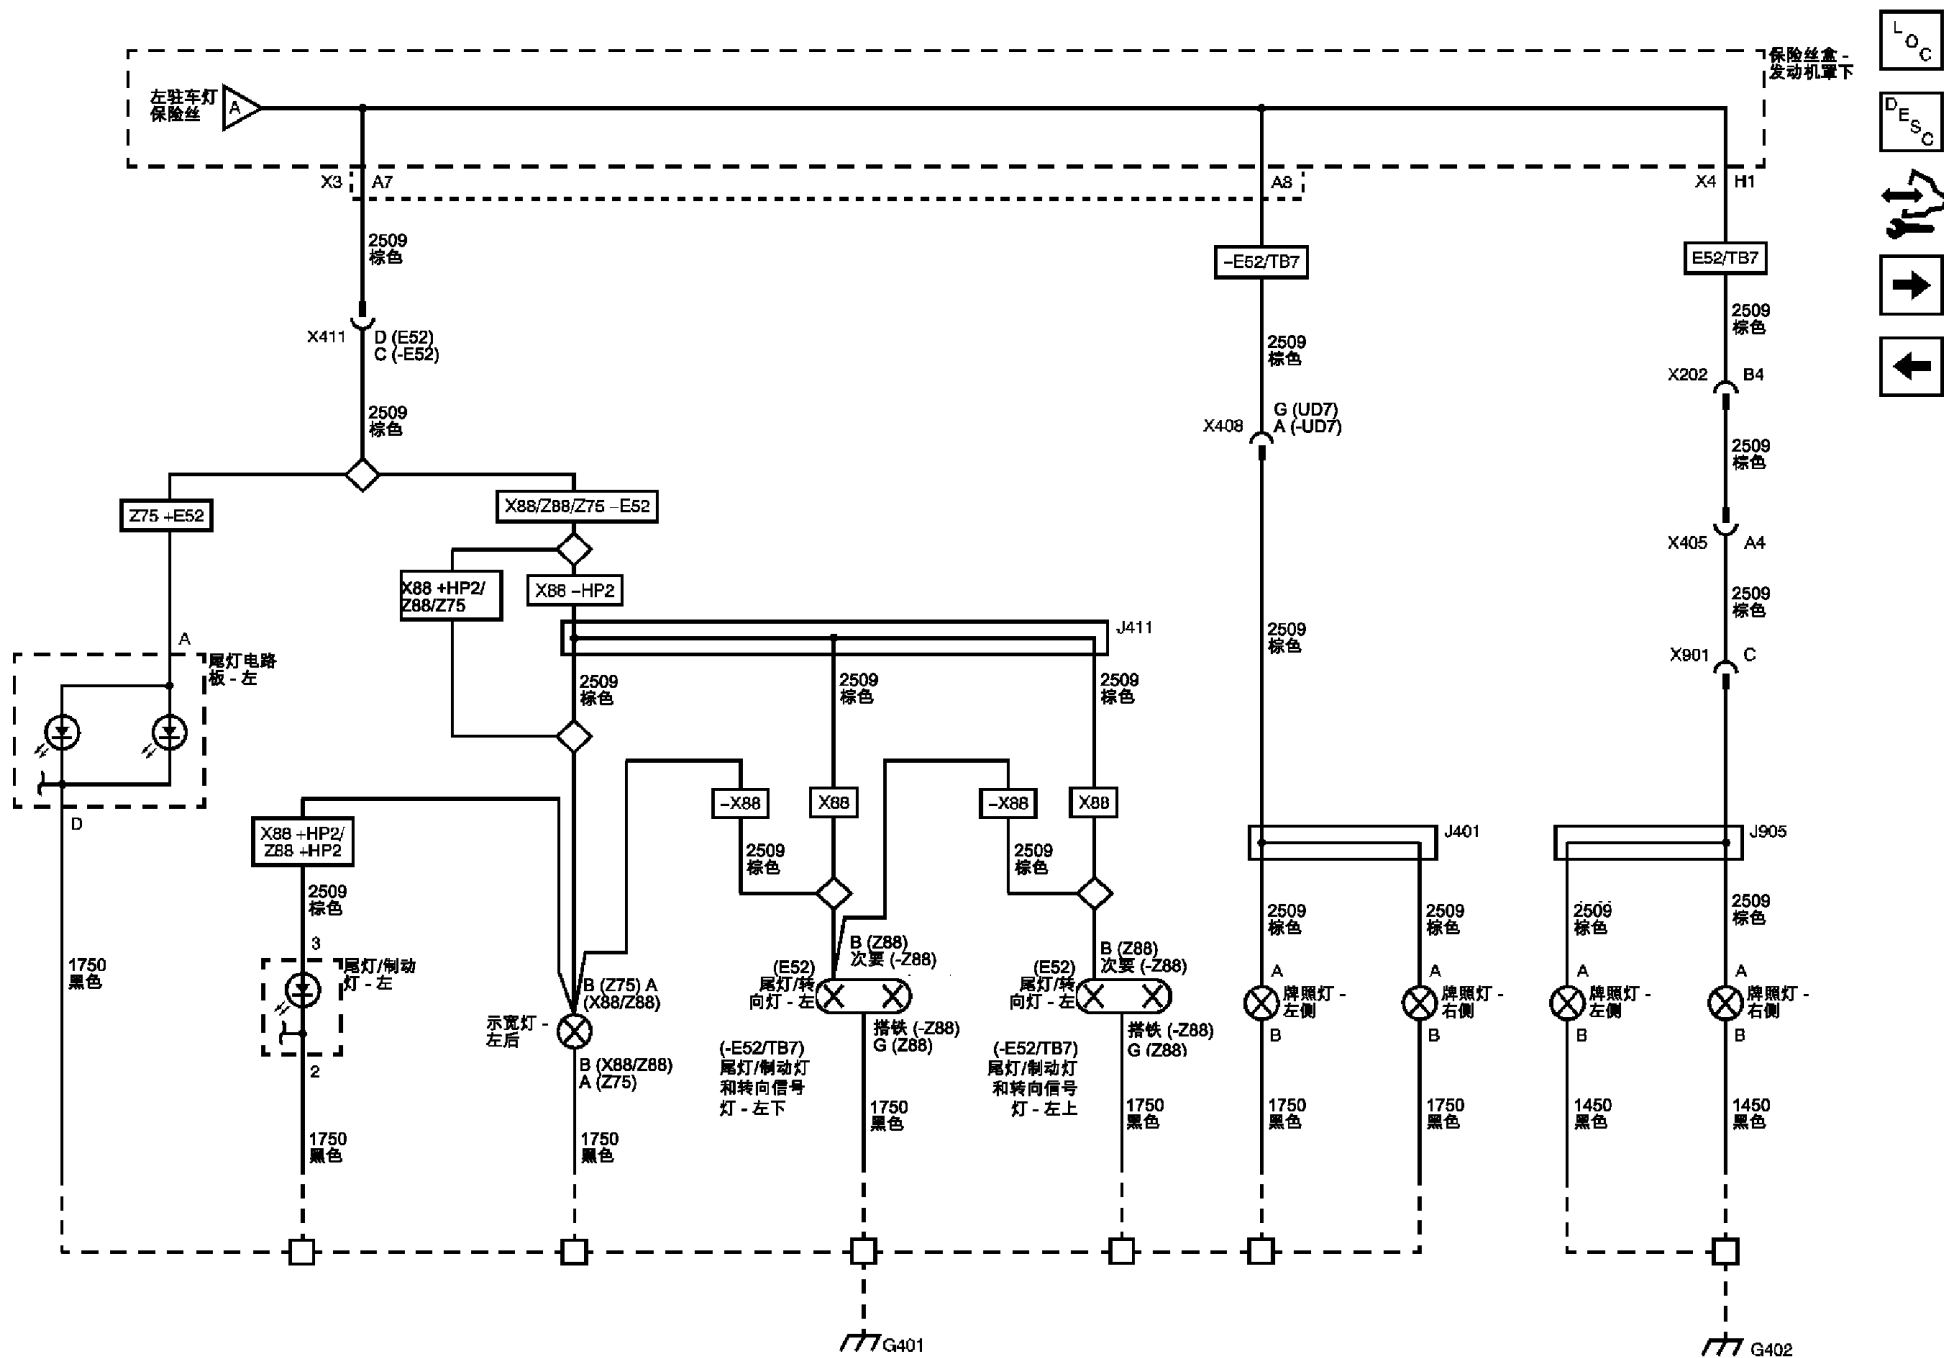 L
O
C
保险丝盒 -
发动机罩下
左驻车灯
保险丝
A
D
E
S
C
X3
A7
A8
X4
H1
2509
棕色
-E52/TB7
E52/TB7
2509
棕色
X411
D (E52)
C (-E52)
2509
棕色
X202
B4
2509
棕色
G (UD7)
A (-UD7)
X408
2509
棕色
Z75 +E52
X88/Z88/Z75 -E52
X405
A4
X88 +HP2/
Z88/Z75
X88 -HP2
2509
棕色
J411
A
2509
棕色
X901
C
尾灯电路
板 - 左
2509
棕色
2509
棕色
2509
棕色
-X88
X88
-X88
X88
D
X88 +HP2/
Z88 +HP2
J401
J905
2509
棕色
2509
棕色
2509
棕色
2509
棕色
2509
棕色
2509
棕色
2509
棕色
3
B (Z88)
次要 (-Z88)
B (Z88)
次要 (-Z88)
1750
黑色
尾灯/制动
灯 - 左
B (Z75) A
(X88/Z88)
(E52)
尾灯/转
向灯 - 左
(E52)
尾灯/转
向灯 - 左
A
牌照灯 -
左侧
B
A
牌照灯 -
右侧
B
A
牌照灯 -
左侧
B
A
牌照灯 -
右侧
B
示宽灯 -
左后
搭铁 (-Z88)
G (Z88)
搭铁 (-Z88)
G (Z88)
2
B (X88/Z88)
A (Z75)
(-E52/TB7)
尾灯/制动灯
和转向信号
灯 - 左下
(-E52/TB7)
尾灯/制动灯
和转向信号
灯 - 左上
1750
黑色
1750
黑色
1750
黑色
1750
黑色
1750
黑色
1750
黑色
1450
黑色
1450
黑色
G401
G402